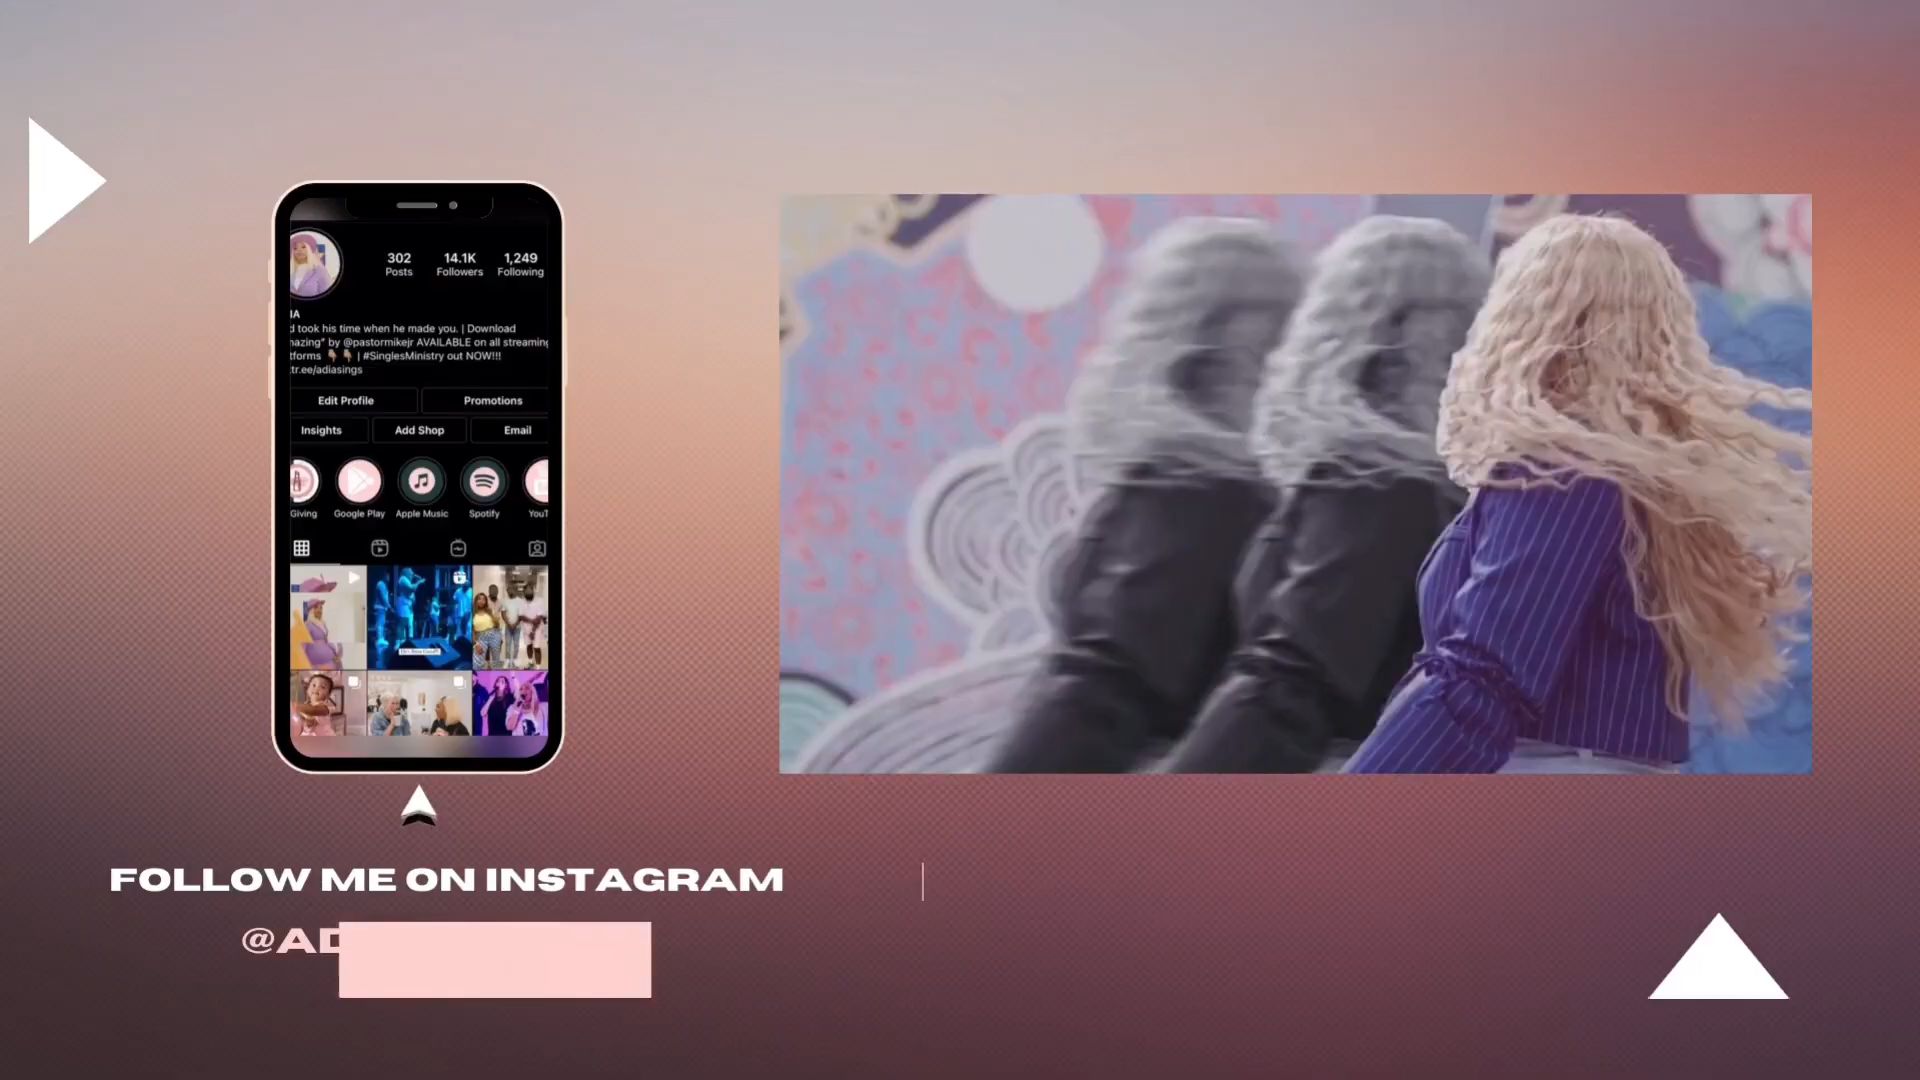 302 14.1K 1,249
Posts Followers Following
IA
d took his time when he made you. | Download
nazing" by @pastormikejr AVAILABLE on all streaming
tforms 👇🏽 👇🏽 | #SinglesMinistry out NOW!!!
tr.ee/adiasings
Edit Profile Promotions
Insights Add Shop Email
Giving Google Play Apple Music Spotify YouT
FOLLOW ME ON INSTAGRAM
@AD